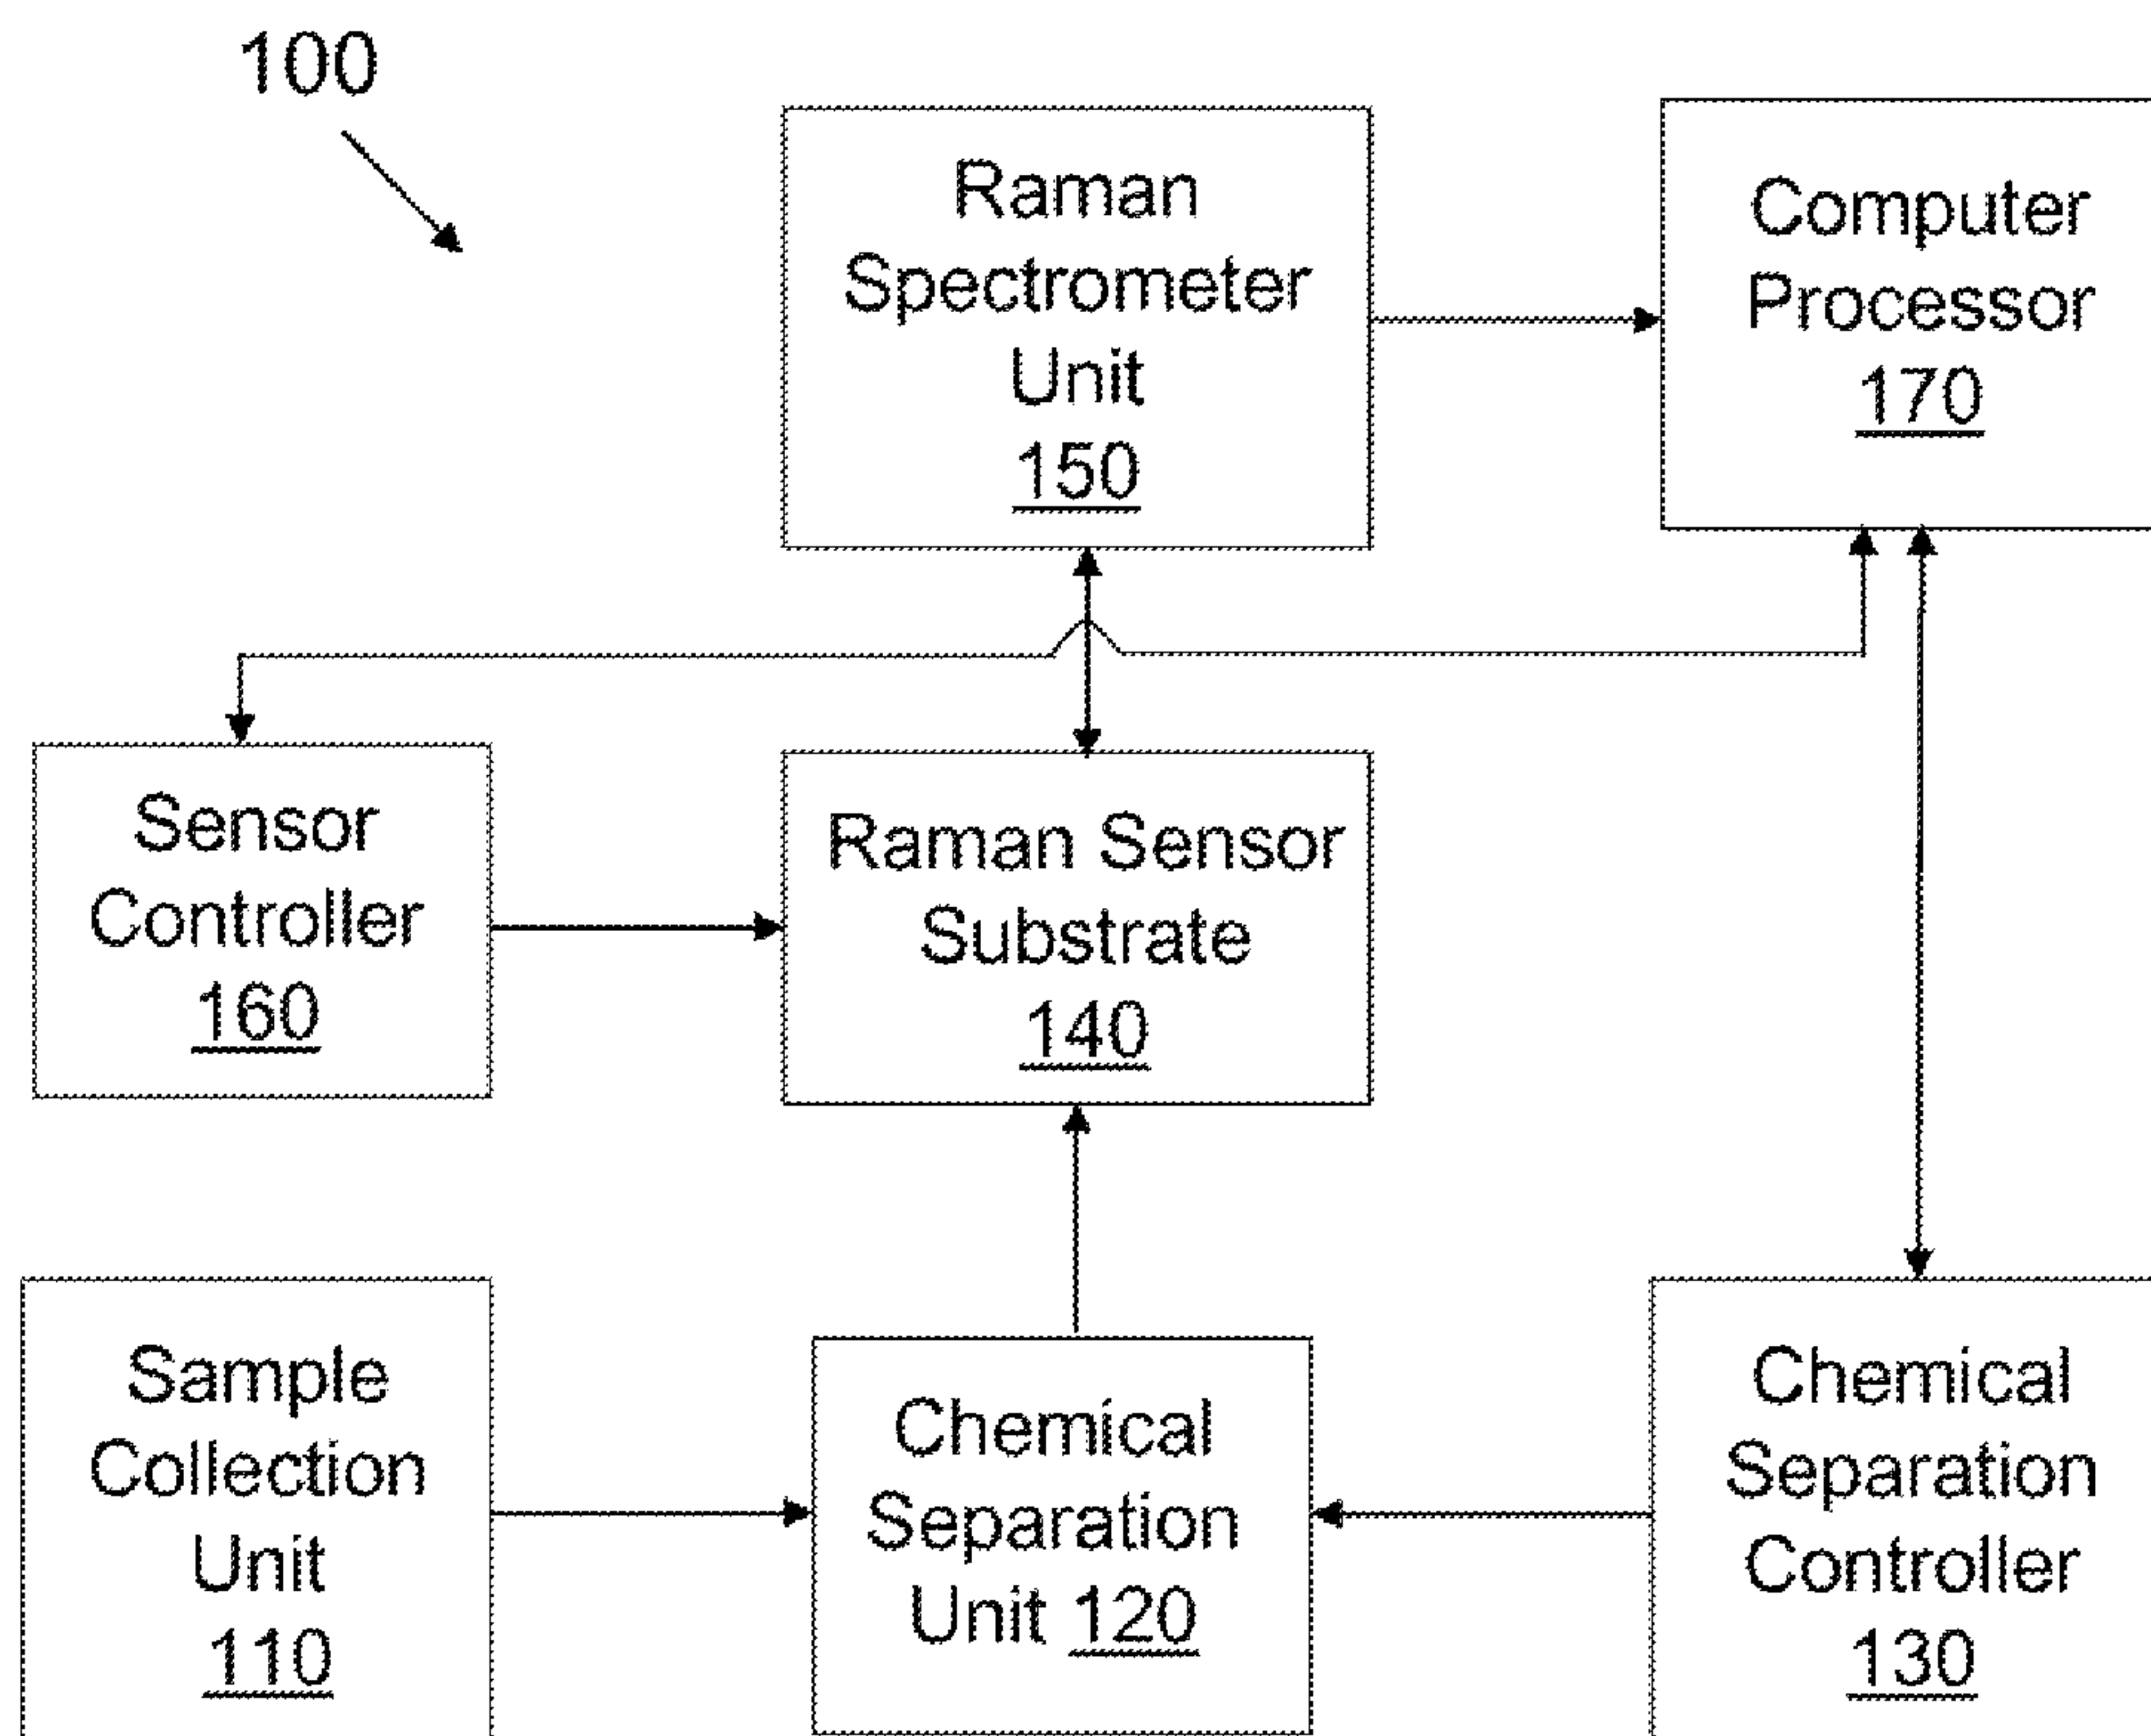 100
Raman
Spectrometer
Unit
150
Computer
Processor
170
Sensor
Controller
160
Raman Sensor
Substrate
140
Sample
Collection
Unit
110
Chemical
Separation
Unit 120
Chemical
Separation
Controller
130